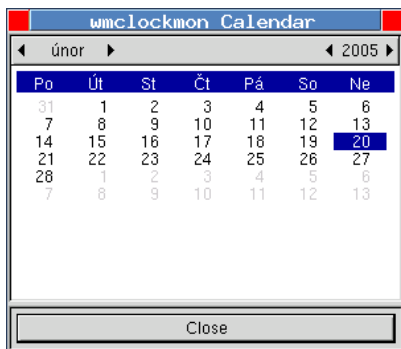 wmclockmon Calendar
únor 2005
Po Út St Čt Pá So Ne
31 1 2 3 4 5 6
7 8 9 10 11 12 13
14 15 16 17 18 19 20
21 22 23 24 25 26 27
28 1 2 3 4 5 6
7 8 9 10 11 12 13
Close